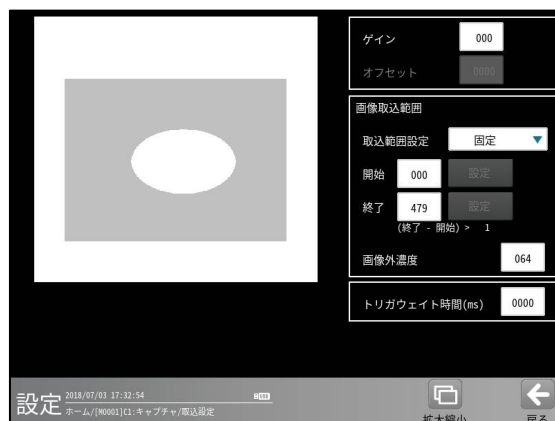 ゲイン 000
オフセット 0000
画像取込範囲
取込範囲設定 固定
開始 000 設定
終了 479 設定
(終了 - 開始) > 1
画像外濃度 064
トリガウェイト時間(ms) 0000
設定 2018/07/03 17:32:54
ホーム/[M0001]C1:キャプチャ/取込設定
拡大縮小 戻る